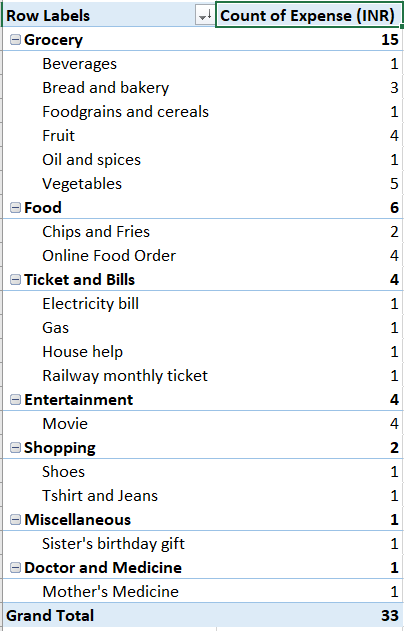 Row Labels Count of Expense (INR)
Grocery 15
Beverages 1
Bread and bakery 3
Foodgrains and cereals 1
Fruit 4
Oil and spices 1
Vegetables 5
Food 6
Chips and Fries 2
Online Food Order 4
Ticket and Bills 4
Electricity bill 1
Gas 1
House help 1
Railway monthly ticket 1
Entertainment 4
Movie 4
Shopping 2
Shoes 1
Tshirt and Jeans 1
Miscellaneous 1
Sister's birthday gift 1
Doctor and Medicine 1
Mother's Medicine 1
Grand Total 33